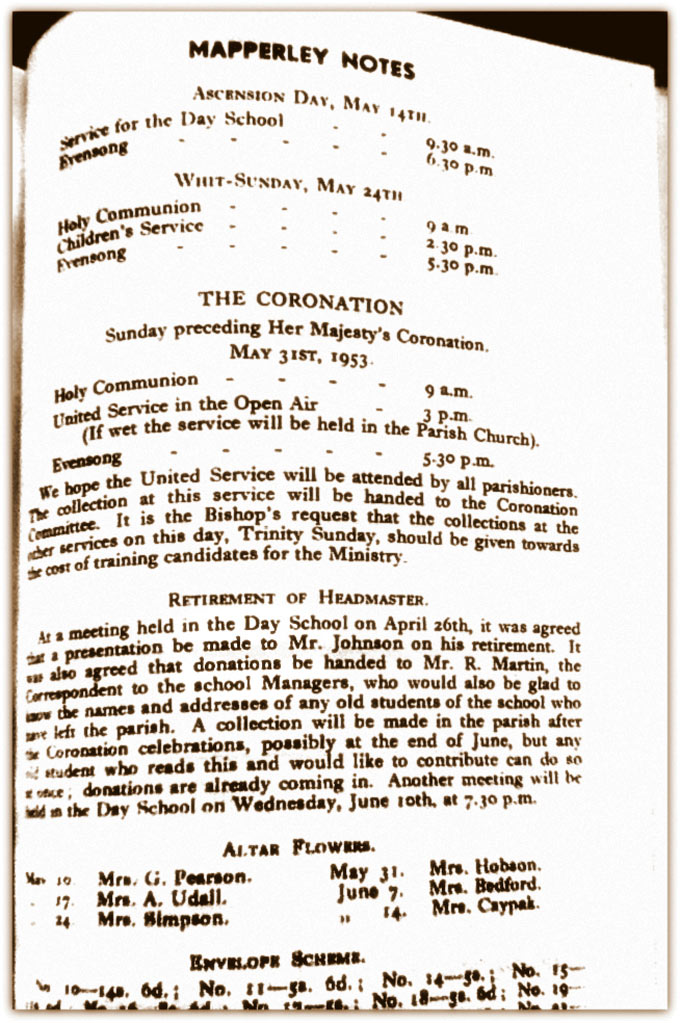 MAPPERLEY NOTES
ASCENSION DAY, MAY 14TH.
Service for the Day School - - 9.30 a.m.
Evensong - - - - - 6.30 p.m
WHIT-SUNDAY, MAY 24TH
Holy Communion - - - - 9 a m
Children's Service - - - - 2 30 p.m.
Evensong - - - - - 5.30 p.m.
THE CORONATION
Sunday preceding Her Majesty's Coronation.
MAY 31ST, 1953.
Holy Communion - - - - 9 a.m.
United Service in the Open Air - 3 p.m.
(If wet the service will be held in the Parish Church).
Evensong - - - - - 5.30 p.m.
We hope the United Service will be attended by all parishioners.
The collection at this service will be handed to the Coronation
Committee. It is the Bishop's request that the collections at the
other services on this day, Trinity Sunday, should be given towards
the cost of training candidates for the Ministry.
RETIREMENT OF HEADMASTER.
At a meeting held in the Day School on April 26th, it was agreed
that a presentation be made to Mr. Johnson on his retirement. It
was also agreed that donations be handed to Mr. R. Martin, the
Correspondent to the school Managers, who would also be glad to
know the names and addresses of any old students of the school who
have left the parish. A collection will be made in the parish after
the Coronation celebrations, possibly at the end of June, but any
old student who reads this and would like to contribute can do so
at once; donations are already coming in. Another meeting will be
held in the Day School on Wednesday, June 10th, at 7.30 p.m.
ALTAR FLOWERS.
May 10 Mrs. G. Pearson. May 31. Mrs. Hobson.
" 17. Mrs. A. Udall. June 7. Mrs. Bedford.
" 24 Mrs. Simpson. " 14. Mrs. Caypak.
ENVELOPE SCHEME.
No. 10—14s. 6d.; No. 11—5s. 6d.; No. 14—5s.; No. 15—
No. 18—5s. 6d; No. 19—